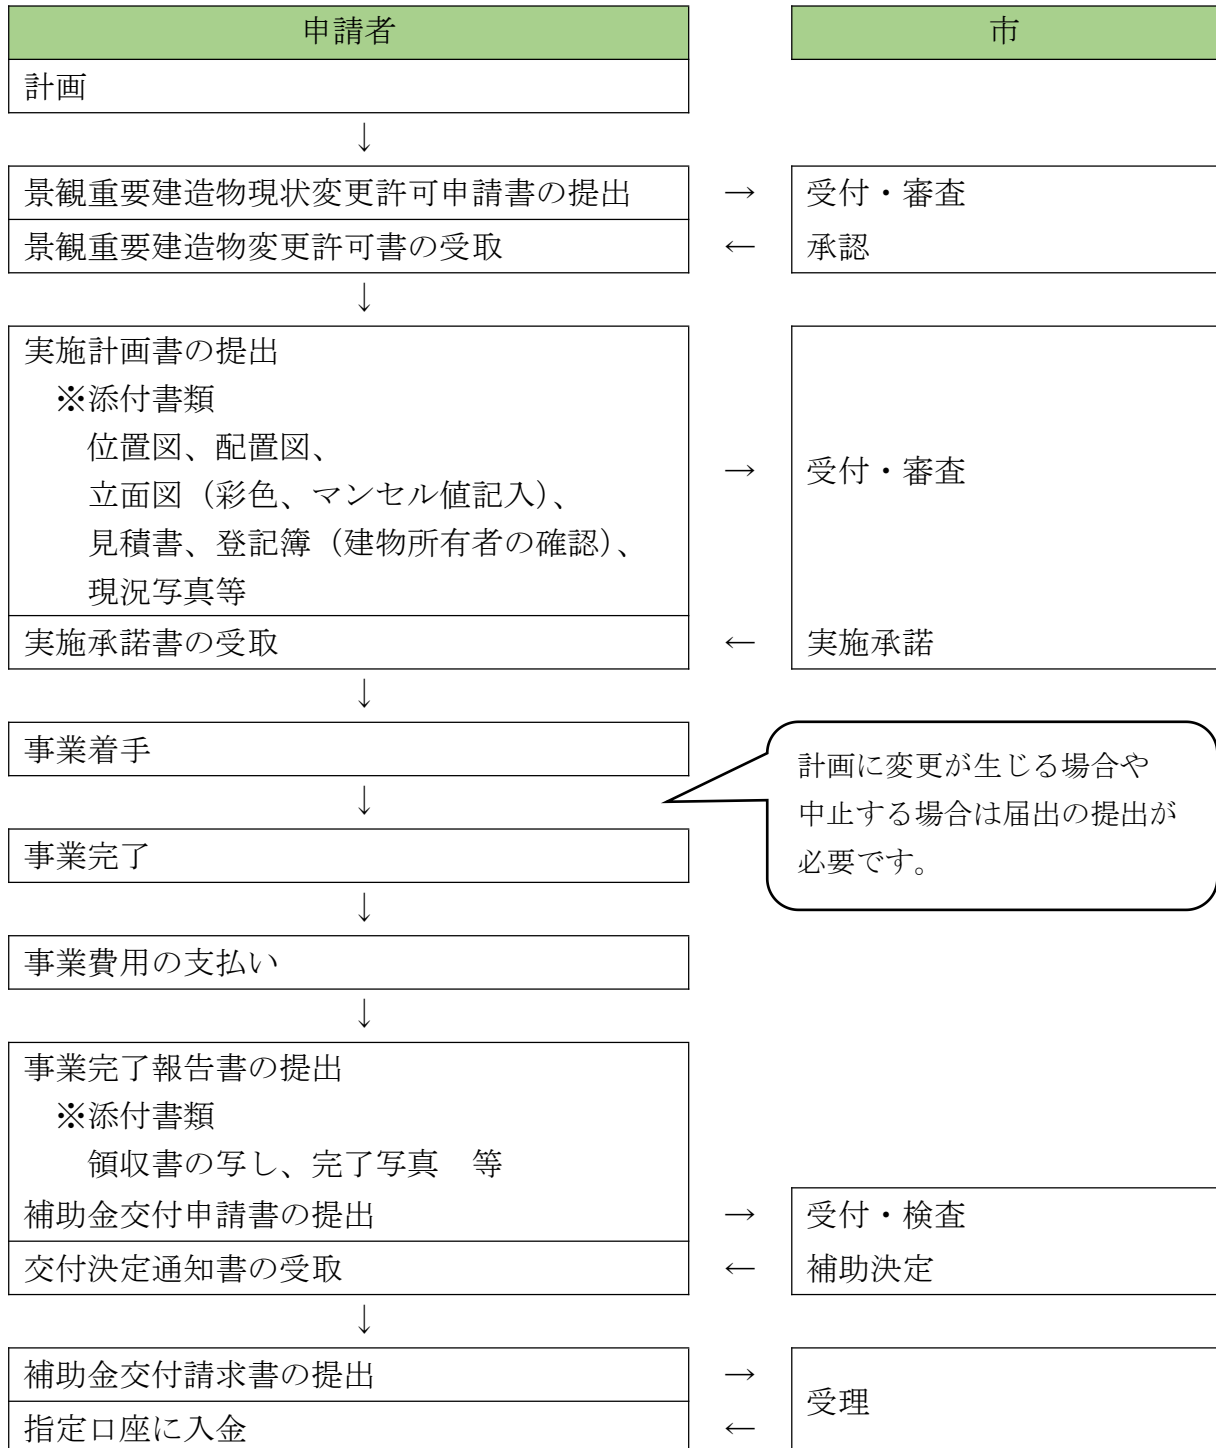 申請者
市
計画
↓
景観重要建造物現状変更許可申請書の提出
→
受付・審査
景観重要建造物変更許可書の受取
←
承認
↓
実施計画書の提出
※添付書類
位置図、配置図、
立面図（彩色、マンセル値記入）、
見積書、登記簿（建物所有者の確認）、
現況写真等
→
受付・審査
実施承諾書の受取
←
実施承諾
↓
事業着手
↓
計画に変更が生じる場合や
中止する場合は届出の提出が
必要です。
事業完了
↓
事業費用の支払い
↓
事業完了報告書の提出
※添付書類
領収書の写し、完了写真　等
補助金交付申請書の提出
→
受付・検査
交付決定通知書の受取
←
補助決定
↓
補助金交付請求書の提出
→
受理
指定口座に入金
←